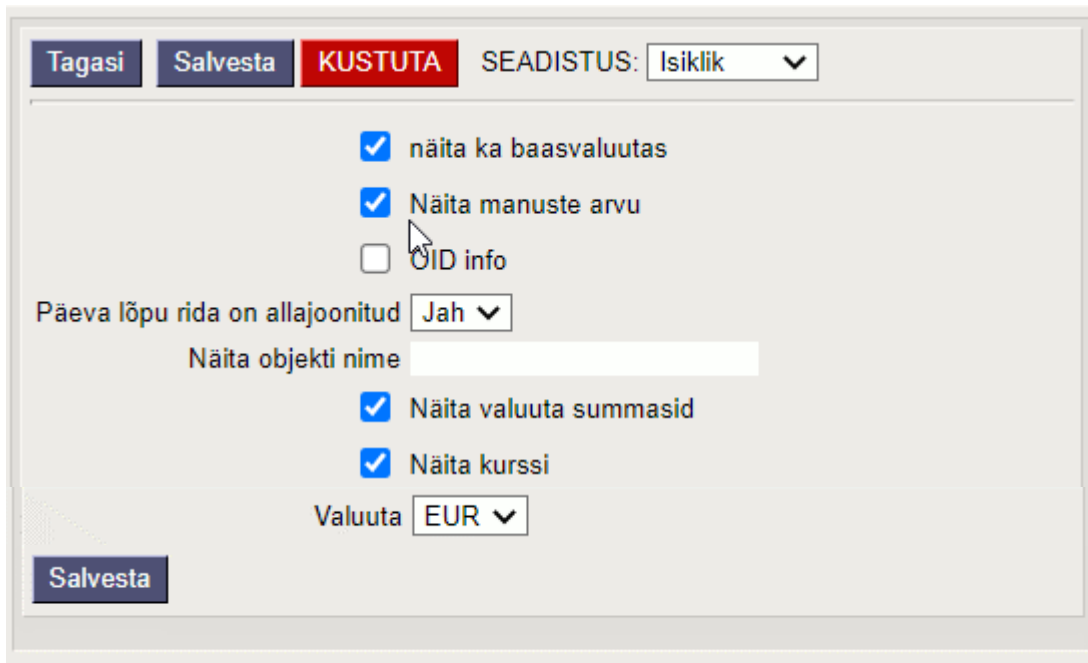 Tagasi Salvesta KUSTUTA SEADISTUS: Isiklik
näita ka baasvaluutas
Näita manuste arvu
OID info
Päeva lõpu rida on allajoonitud Jah
Näita objekti nime
Näita valuuta summasid
Näita kurssi
Valuuta EUR
Salvesta